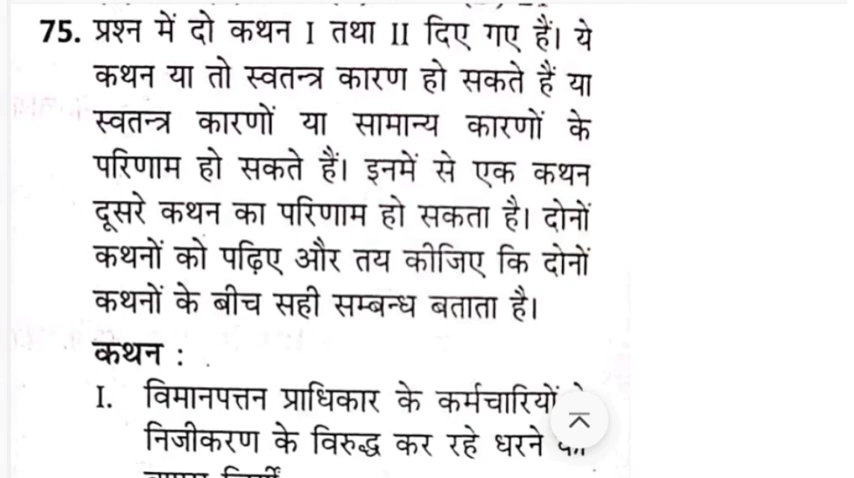 75. प्रश्न में दो कथन I तथा II दिए गए हैं। ये
कथन या तो स्वतन्त्र कारण हो सकते हैं या
स्वतन्त्र कारणों या सामान्य कारणों के
परिणाम हो सकते हैं। इनमें से एक कथन
दूसरे कथन का परिणाम हो सकता है। दोनों
कथनों को पढ़िए और तय कीजिए कि दोनों
कथनों के बीच सही सम्बन्ध बताता है।
कथन :
I. विमानपत्तन प्राधिकार के कर्मचारियों
निजीकरण के विरुद्ध कर रहे धरने